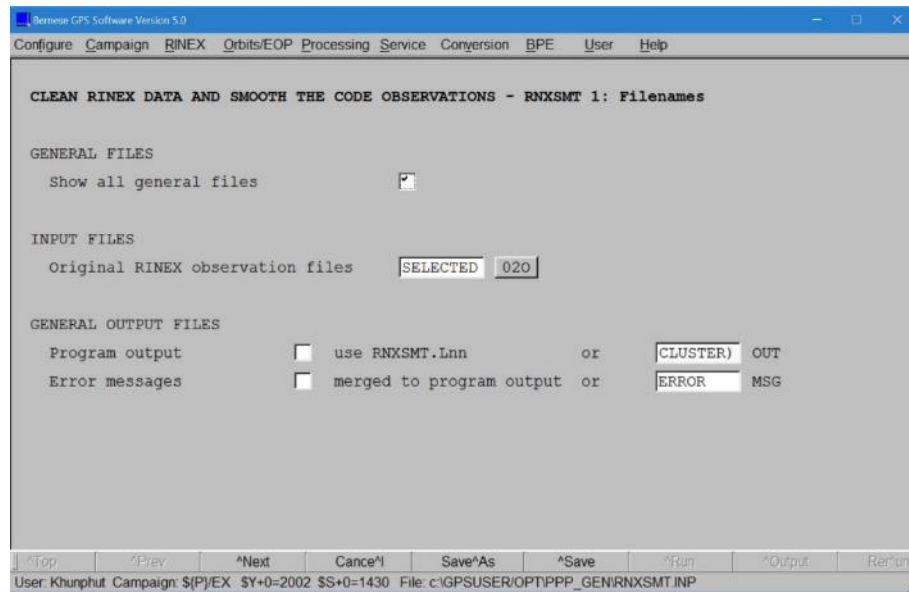 Bernese GPS Software Version 5.0
Configure Campaign RINEX Orbits/EOP Processing Service Conversion BPE User Help
CLEAN RINEX DATA AND SMOOTH THE CODE OBSERVATIONS - RNXSMT 1: Filenames
GENERAL FILES
Show all general files
INPUT FILES
Original RINEX observation files SELECTED 02O
GENERAL OUTPUT FILES
Program output use RNXSMT.Lnn or CLUSTER) OUT
Error messages merged to program output or ERROR MSG
^Top ^Prev ^Next Cance^l Save^As ^Save ^Run ^Output Rer^un
User: Khunphut Campaign: ${P}/EX $Y+0=2002 $S+0=1430 File: c:\GPSUSER/OPT\PPP_GEN\RNXSMT.INP